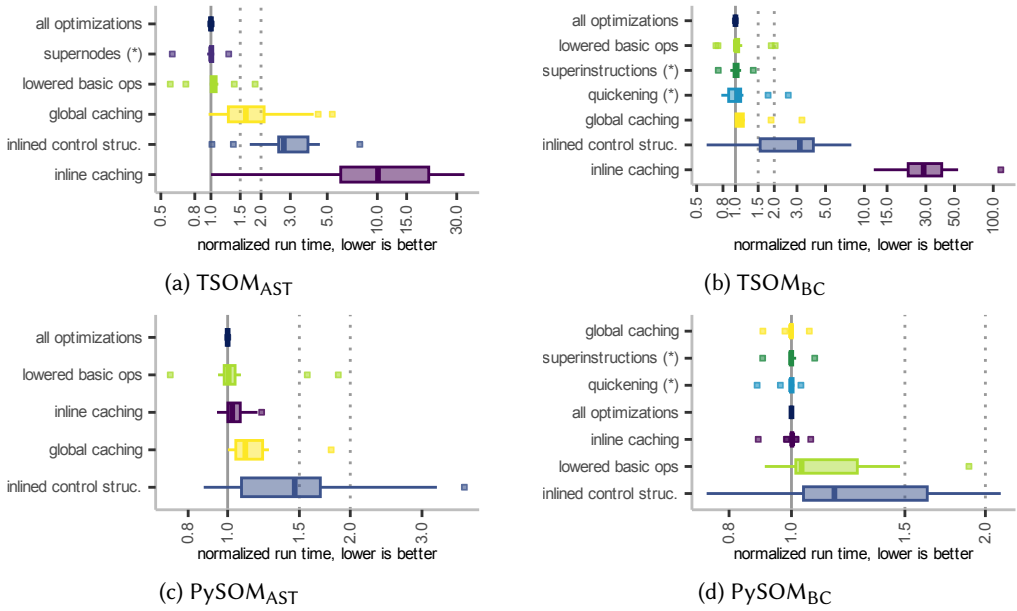 all optimizations
supernodes (*)
lowered basic ops
global caching
inlined control struc.
inline caching
0.5 0.8 1.0 1.5 2.0 3.0 5.0 10.0 15.0 30.0
normalized run time, lower is better
(a) TSOMAST
all optimizations
lowered basic ops
superinstructions (*)
quickening (*)
global caching
inlined control struc.
inline caching
0.5 0.8 1.0 1.5 2.0 3.0 5.0 10.0 15.0 30.0 50.0 100.0
normalized run time, lower is better
(b) TSOMBC
all optimizations
lowered basic ops
inline caching
global caching
inlined control struc.
0.8 1.0 1.5 2.0 3.0
normalized run time, lower is better
(c) PySOMAST
global caching
superinstructions (*)
quickening (*)
all optimizations
inline caching
lowered basic ops
inlined control struc.
0.8 1.0 1.5 2.0
normalized run time, lower is better
(d) PySOMBC